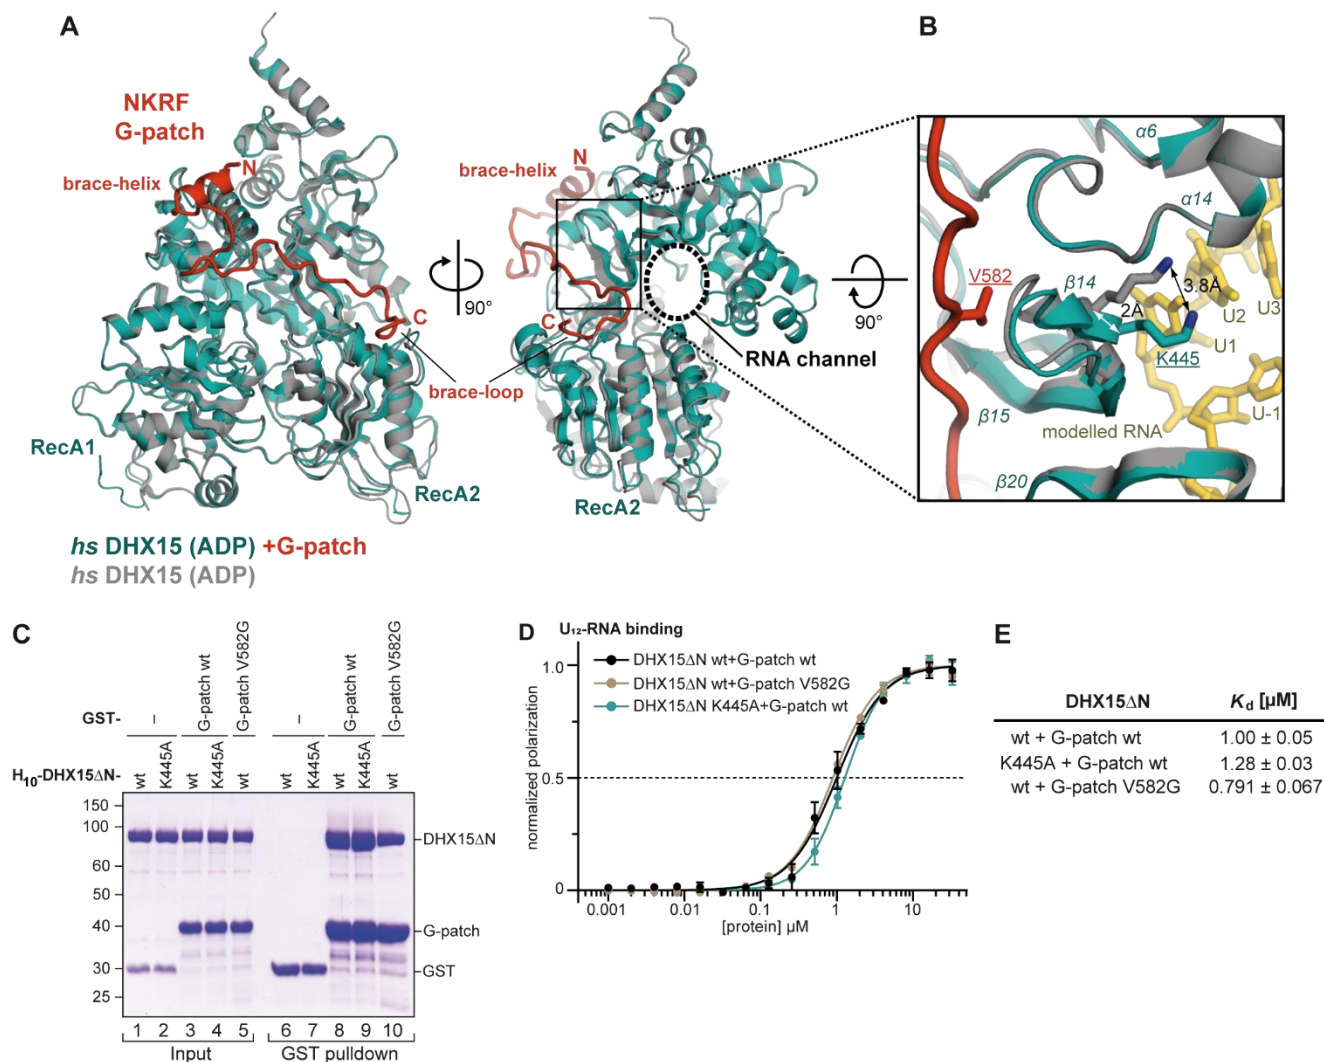 A
NKRF
G-patch
brace-helix
N
C
brace-loop
RecA1
RecA2
90°
brace-helix
N
C
RNA channel
RecA2
90°
hs DHX15 (ADP) +G-patch
hs DHX15 (ADP)
B
α6
α14
V582
β14
3.8Å
2Å
U2
U3
U1
K445
U-1
β15
modelled RNA
β20
C
GST-
–
G-patch wt
G-patch V582G
–
G-patch wt
G-patch V582G
H₁₀-DHX15ΔN-
wt
K445A
wt
K445A
wt
wt
K445A
wt
K445A
wt
150
100
60
50
40
30
25
DHX15ΔN
G-patch
GST
1 2 3 4 5 6 7 8 9 10
Input
GST pulldown
D
U₁₂-RNA binding
DHX15ΔN wt+G-patch wt
DHX15ΔN wt+G-patch V582G
DHX15ΔN K445A+G-patch wt
normalized polarization
1.0
0.5
0
0.001 0.01 0.1 1 10
[protein] µM
E
DHX15ΔN Kd [µM]
wt + G-patch wt 1.00 ± 0.05
K445A + G-patch wt 1.28 ± 0.03
wt + G-patch V582G 0.791 ± 0.067